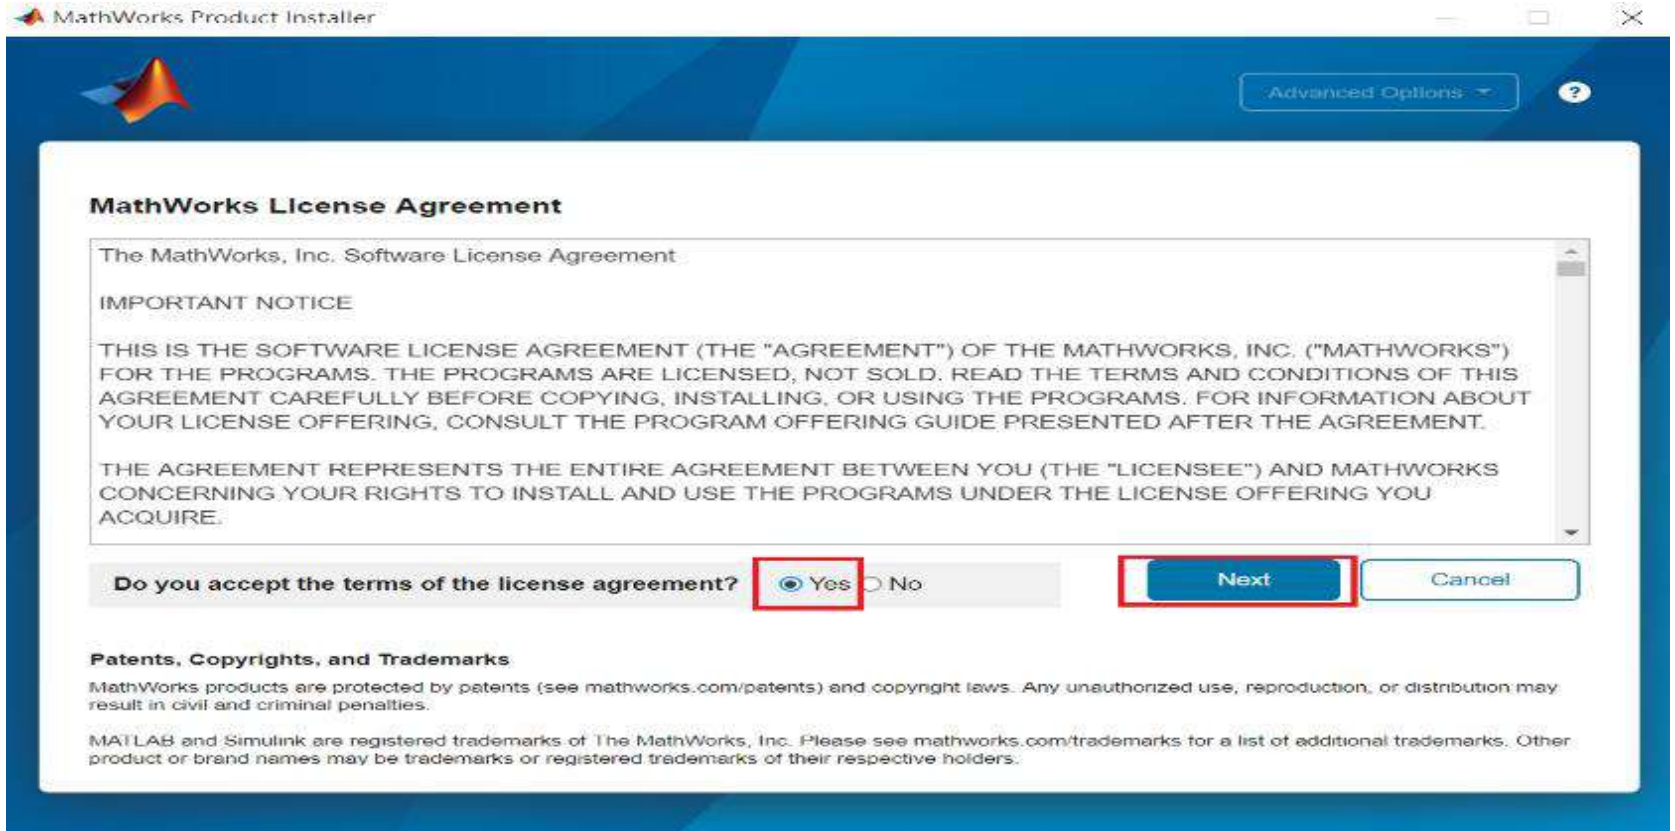 MathWorks Product Installer
Advanced Options
?
MathWorks License Agreement
The MathWorks, Inc. Software License Agreement
IMPORTANT NOTICE
THIS IS THE SOFTWARE LICENSE AGREEMENT (THE "AGREEMENT") OF THE MATHWORKS, INC. ("MATHWORKS")
FOR THE PROGRAMS. THE PROGRAMS ARE LICENSED, NOT SOLD. READ THE TERMS AND CONDITIONS OF THIS
AGREEMENT CAREFULLY BEFORE COPYING, INSTALLING, OR USING THE PROGRAMS. FOR INFORMATION ABOUT
YOUR LICENSE OFFERING, CONSULT THE PROGRAM OFFERING GUIDE PRESENTED AFTER THE AGREEMENT.
THE AGREEMENT REPRESENTS THE ENTIRE AGREEMENT BETWEEN YOU (THE "LICENSEE") AND MATHWORKS
CONCERNING YOUR RIGHTS TO INSTALL AND USE THE PROGRAMS UNDER THE LICENSE OFFERING YOU
ACQUIRE.
Do you accept the terms of the license agreement? Yes No Next Cancel
Patents, Copyrights, and Trademarks
MathWorks products are protected by patents (see mathworks.com/patents) and copyright laws. Any unauthorized use, reproduction, or distribution may
result in civil and criminal penalties.
MATLAB and Simulink are registered trademarks of The MathWorks, Inc. Please see mathworks.com/trademarks for a list of additional trademarks. Other
product or brand names may be trademarks or registered trademarks of their respective holders.